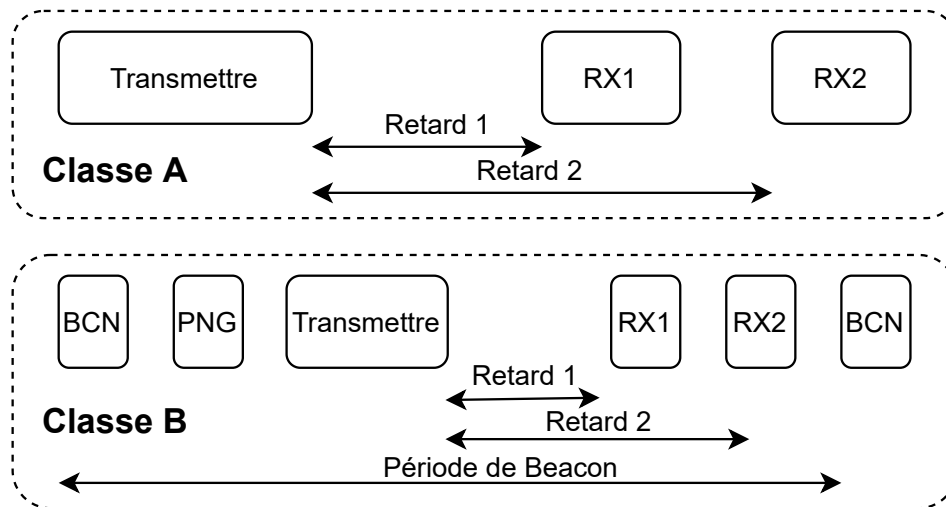 Transmettre
RX1
RX2
Retard 1
Retard 2
Classe A
BCN
PNG
Transmettre
RX1
RX2
BCN
Retard 1
Retard 2
Classe B
Période de Beacon